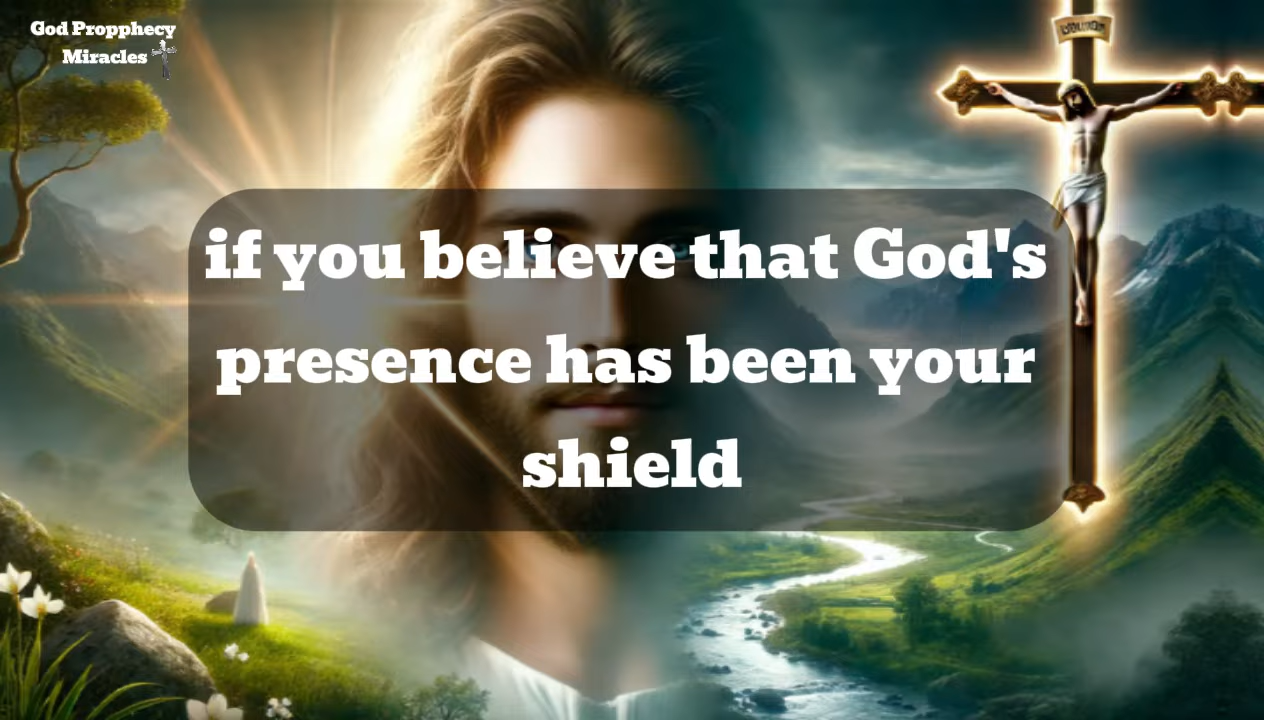 God Propphecy
Miracles
if you believe that God's
presence has been your
shield